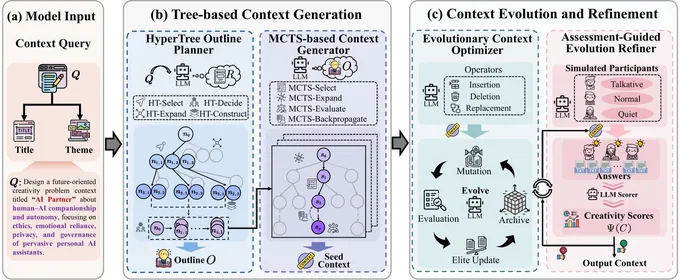 (a) Model Input
Context Query
Q
Title
Theme
TITLE
Q: Design a future-oriented
creativity problem context
titled “AI Partner” about
human–AI companionship
and autonomy, focusing on
ethics, emotional reliance,
privacy, and governance
of pervasive personal AI
assistants.
(b) Tree-based Context Generation
HyperTree Outline
Planner
Q
LLM
R
HT-Select
HT-Decide
HT-Expand
HT-Construct
Outline O
MCTS-based Context
Generator
LLM
MCTS-Select
MCTS-Expand
MCTS-Evaluate
MCTS-Backpropagate
Seed
Context
(c) Context Evolution and Refinement
Evolutionary Context
Optimizer
Operators
LLM
Insertion
Deletion
Replacement
Mutation
Evolve
LLM
Evaluation
Archive
Elite Update
Assessment-Guided
Evolution Refiner
Simulated Participants
LLM
Talkative
Normal
Quiet
...
Answers
LLM Scorer
Creativity Scores
Ψ(C)
Output Context